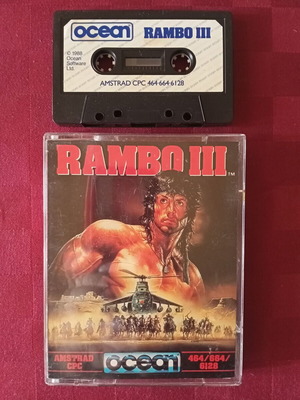 ocean RAMBO III
© 1988
Ocean
Software
Ltd.
AMSTRAD CPC 464·664·6128
RAMBO III™
AMSTRAD
CPC
ocean
464/664/
6128